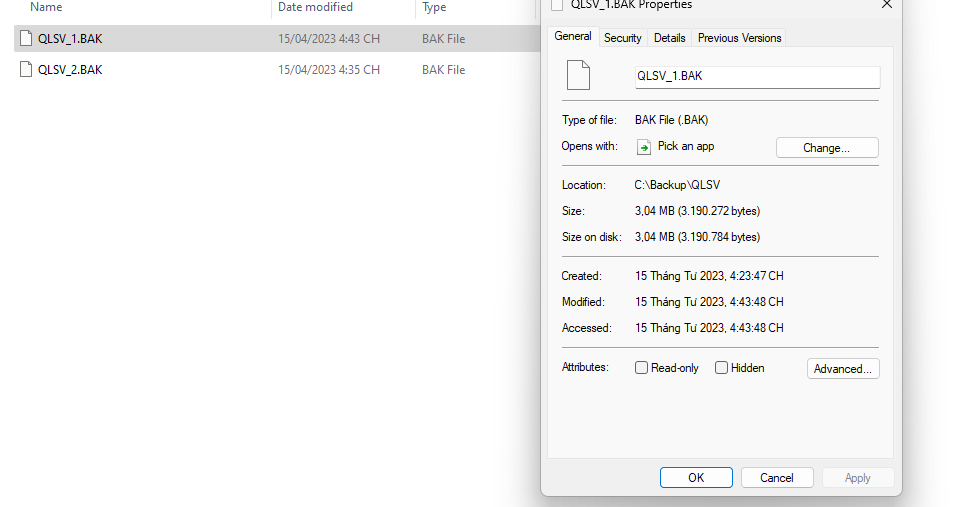 Name Date modified Type
QLSV_1.BAK 15/04/2023 4:43 CH BAK File
QLSV_2.BAK 15/04/2023 4:35 CH BAK File
QLSV_1.BAK Properties
General Security Details Previous Versions
QLSV_1.BAK
Type of file: BAK File (.BAK)
Opens with: Pick an app Change...
Location: C:\Backup\QLSV
Size: 3,04 MB (3.190.272 bytes)
Size on disk: 3,04 MB (3.190.784 bytes)
Created: 15 Tháng Tư 2023, 4:23:47 CH
Modified: 15 Tháng Tư 2023, 4:43:48 CH
Accessed: 15 Tháng Tư 2023, 4:43:48 CH
Attributes: Read-only Hidden Advanced...
OK Cancel Apply